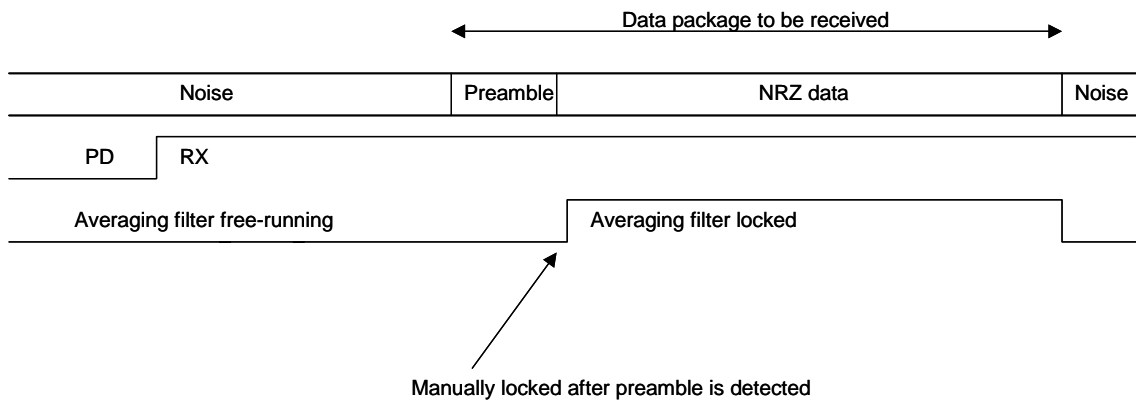 Data package to be received
Noise Preamble NRZ data Noise
PD RX
Averaging filter free-running Averaging filter locked
Manually locked after preamble is detected